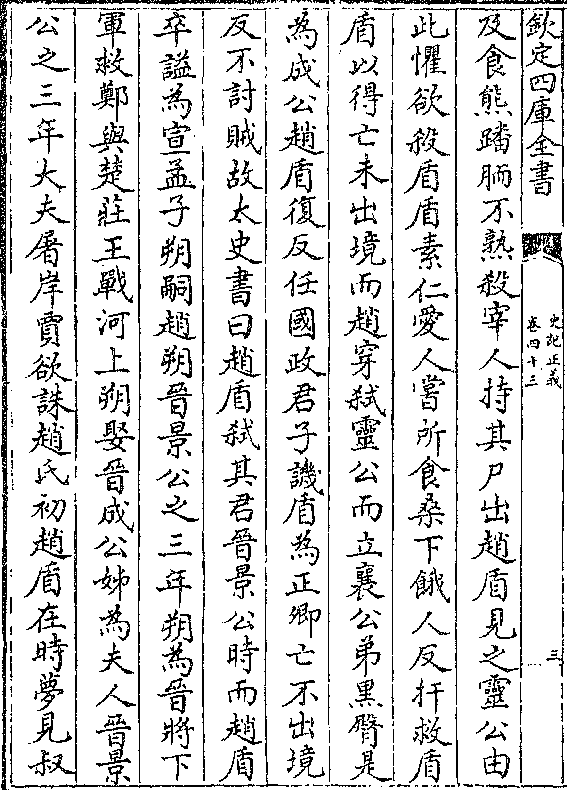 欽定四庫全書
史記正義
卷四十三
三
及食熊蹯胹不熟殺宰人持其尸出趙盾見之靈公由
此懼欲殺盾盾素仁愛人嘗所食桑下餓人反扞救盾
盾以得亡未出境而趙穿弑靈公而立襄公弟黑臀是
為成公趙盾復反任國政君子譏盾為正卿亡不出境
反不討賊故太史書曰趙盾弑其君晉景公時而趙盾
卒謚為宣孟子朔嗣趙朔晉景公之三年朔為晉將下
軍救鄭與楚莊王戰河上朔娶晉成公姊為夫人晉景
公之三年大夫屠岸賈欲誅趙氏初趙盾在時夢見叔